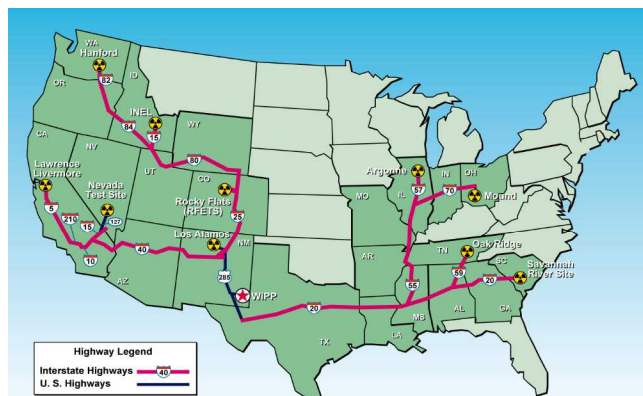 WA
Hanford
82
OR
ID
84
INEL
15
WY
80
CA
NV
UT
CO
Lawrence
Livermore
Nevada
Test Site
127
5
210
15
10
40
AZ
Rocky Flats
(RFETS)
25
Los Alamos
NM
285
WIPP
20
TX
Argonne
57
IL
IN
OH
70
Mound
MO
AR
LA
55
MS
TN
Oak Ridge
59
AL
20
SC
Savannah
River Site
GA
Highway Legend
Interstate Highways
40
U. S. Highways